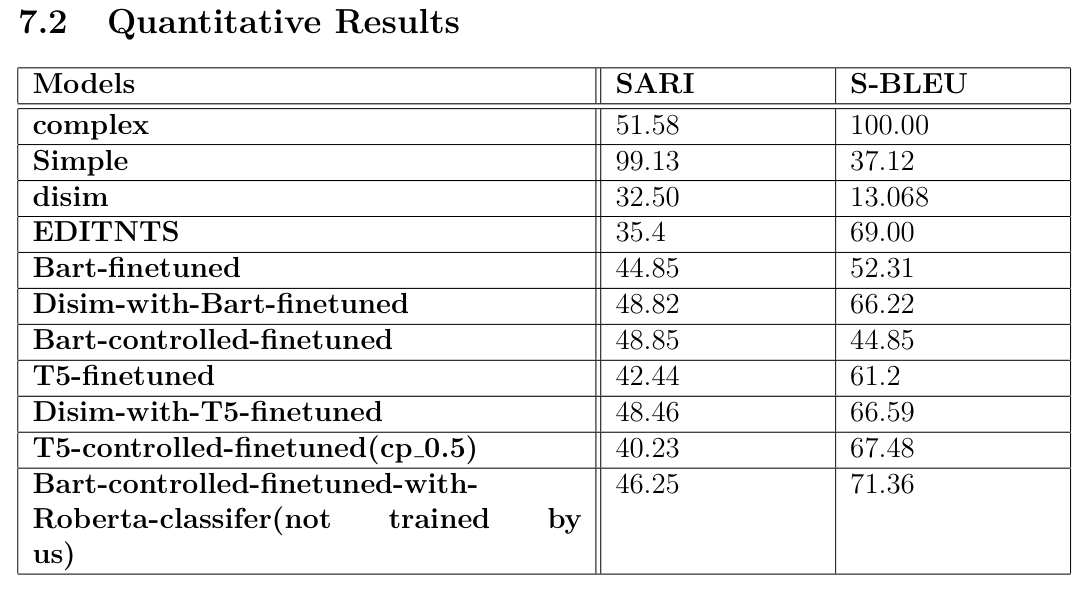 7.2 Quantitative Results
Models SARI S-BLEU
complex 51.58 100.00
Simple 99.13 37.12
disim 32.50 13.068
EDITNTS 35.4 69.00
Bart-finetuned 44.85 52.31
Disim-with-Bart-finetuned 48.82 66.22
Bart-controlled-finetuned 48.85 44.85
T5-finetuned 42.44 61.2
Disim-with-T5-finetuned 48.46 66.59
T5-controlled-finetuned(cp_0.5) 40.23 67.48
Bart-controlled-finetuned-with- 46.25 71.36
Roberta-classifer(not trained by
us)